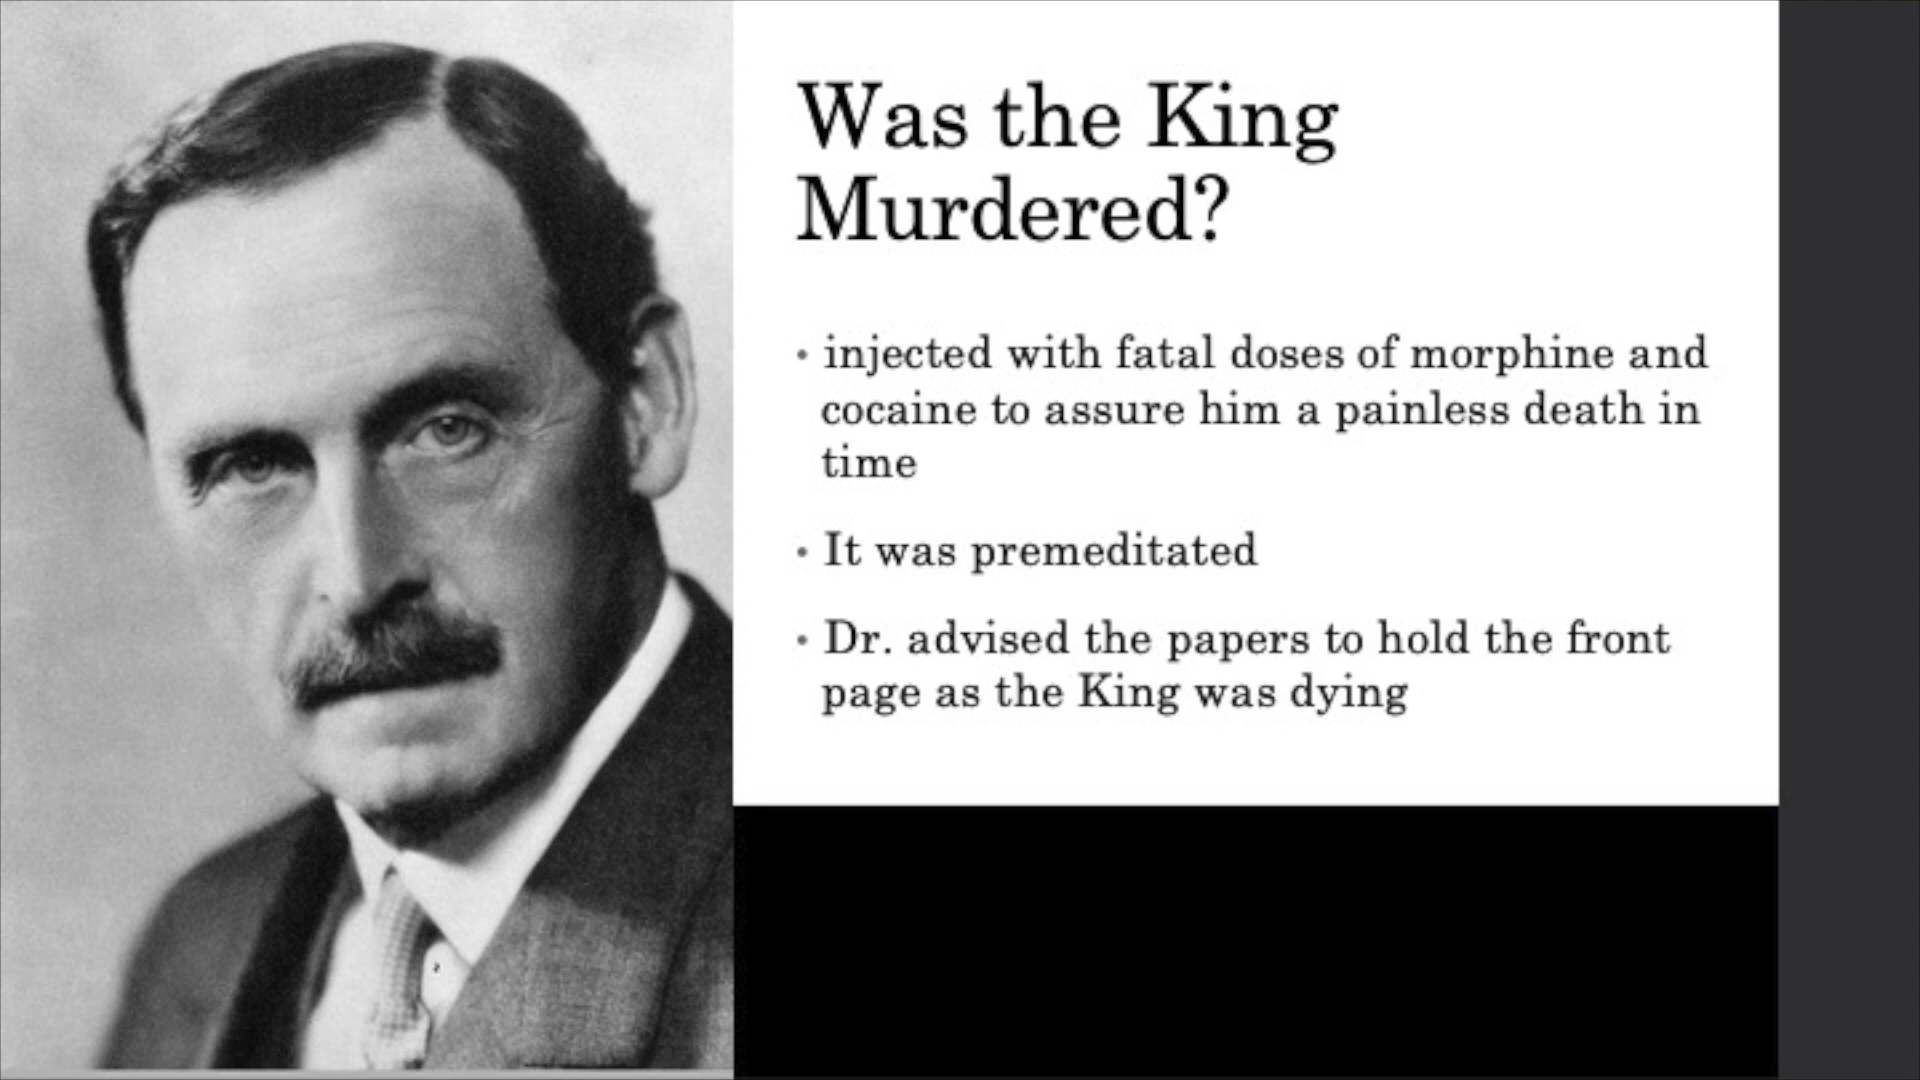 Was the King
Murdered?
• injected with fatal doses of morphine and
cocaine to assure him a painless death in
time
• It was premeditated
• Dr. advised the papers to hold the front
page as the King was dying